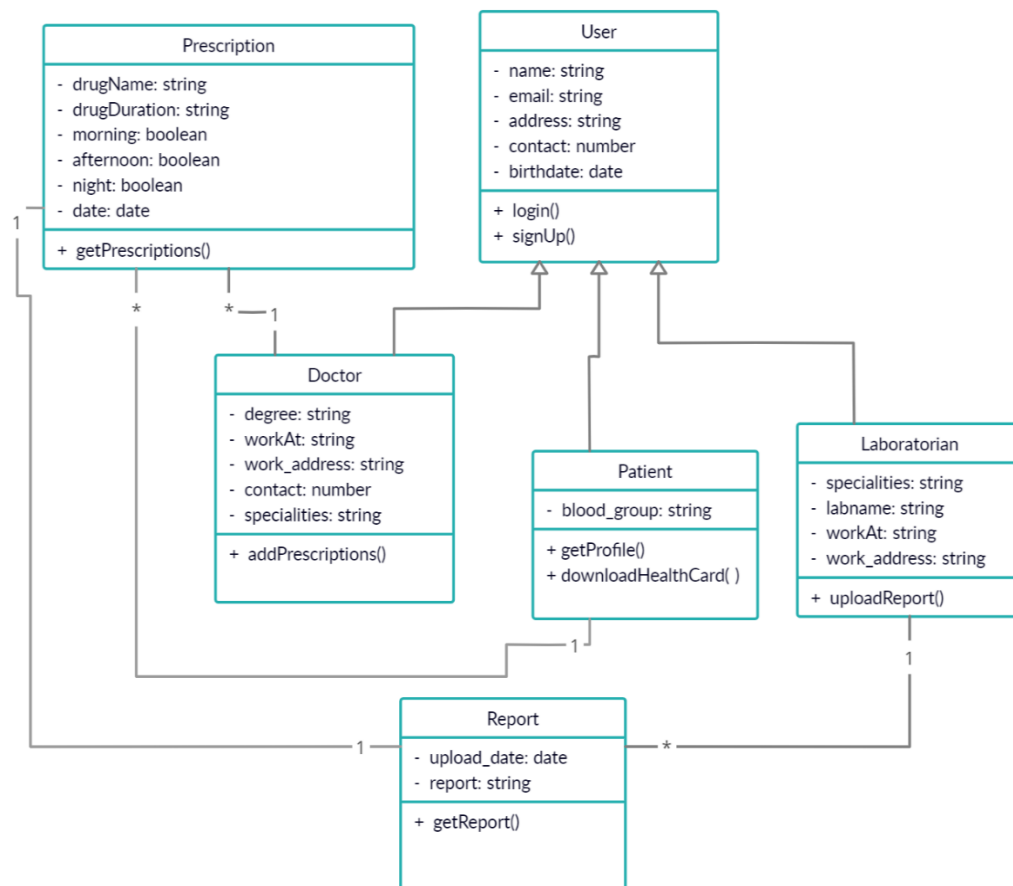 Prescription
- drugName: string
- drugDuration: string
- morning: boolean
- afternoon: boolean
- night: boolean
- date: date
+ getPrescriptions()
User
- name: string
- email: string
- address: string
- contact: number
- birthdate: date
+ login()
+ signUp()
1
*
*
1
Doctor
- degree: string
- workAt: string
- work_address: string
- contact: number
- specialities: string
+ addPrescriptions()
Patient
- blood_group: string
+ getProfile()
+ downloadHealthCard( )
Laboratorian
- specialities: string
- labname: string
- workAt: string
- work_address: string
+ uploadReport()
1
1
1
*
Report
- upload_date: date
- report: string
+ getReport()